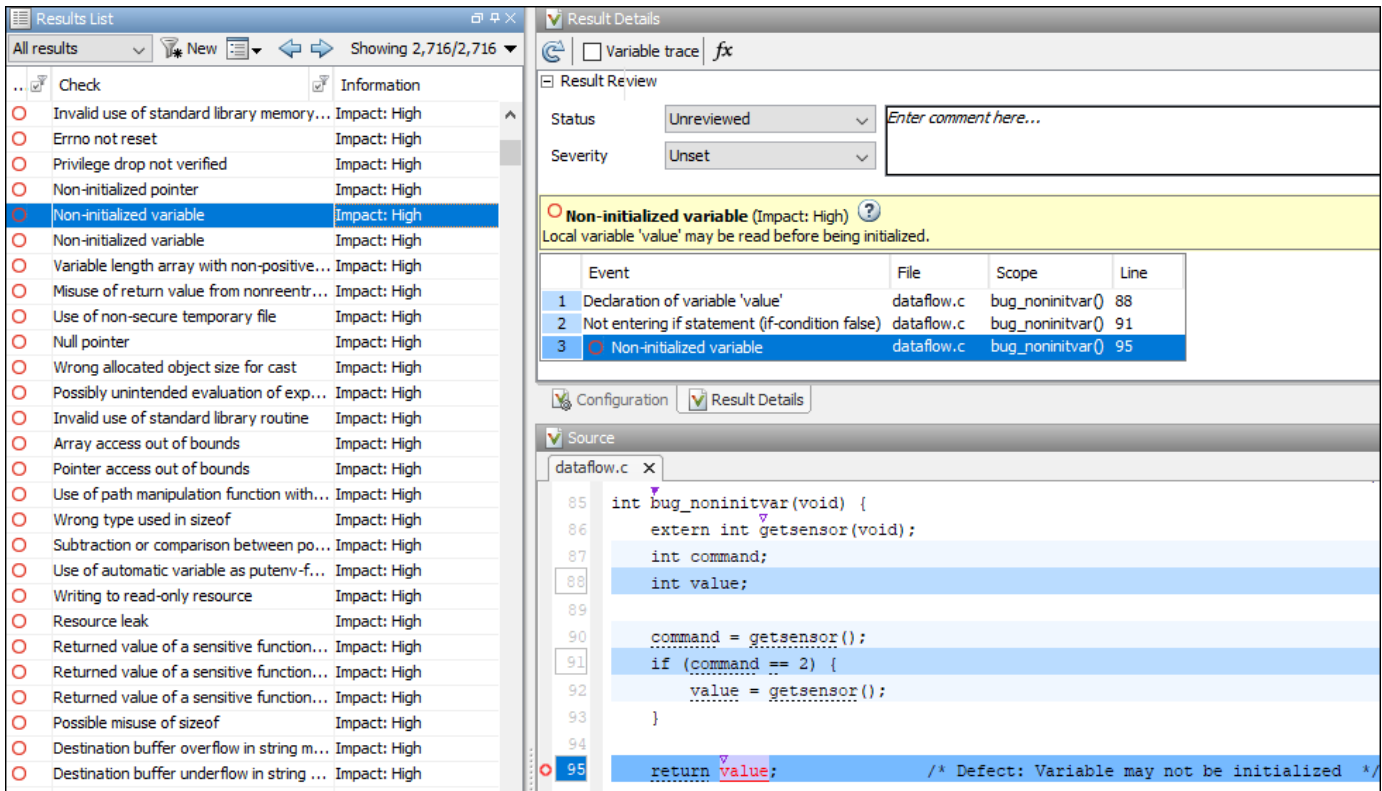 Results List
All results New Showing 2,716/2,716
... Check Information
Invalid use of standard library memory... Impact: High
Errno not reset Impact: High
Privilege drop not verified Impact: High
Non-initialized pointer Impact: High
Non-initialized variable Impact: High
Non-initialized variable Impact: High
Variable length array with non-positive... Impact: High
Misuse of return value from nonreentr... Impact: High
Use of non-secure temporary file Impact: High
Null pointer Impact: High
Wrong allocated object size for cast Impact: High
Possibly unintended evaluation of exp... Impact: High
Invalid use of standard library routine Impact: High
Array access out of bounds Impact: High
Pointer access out of bounds Impact: High
Use of path manipulation function with... Impact: High
Wrong type used in sizeof Impact: High
Subtraction or comparison between po... Impact: High
Use of automatic variable as putenv-f... Impact: High
Writing to read-only resource Impact: High
Resource leak Impact: High
Returned value of a sensitive function... Impact: High
Returned value of a sensitive function... Impact: High
Returned value of a sensitive function... Impact: High
Possible misuse of sizeof Impact: High
Destination buffer overflow in string m... Impact: High
Destination buffer underflow in string ... Impact: High
Result Details
Variable trace fx
Result Review
Status Unreviewed Enter comment here...
Severity Unset
Non-initialized variable (Impact: High) ?
Local variable 'value' may be read before being initialized.
Event File Scope Line
1 Declaration of variable 'value' dataflow.c bug_noninitvar() 88
2 Not entering if statement (if-condition false) dataflow.c bug_noninitvar() 91
3 Non-initialized variable dataflow.c bug_noninitvar() 95
Configuration Result Details
Source
dataflow.c X
85 int bug_noninitvar(void) {
86 extern int getsensor(void);
87 int command;
88 int value;
89
90 command = getsensor();
91 if (command == 2) {
92 value = getsensor();
93 }
94
95 return value; /* Defect: Variable may not be initialized */